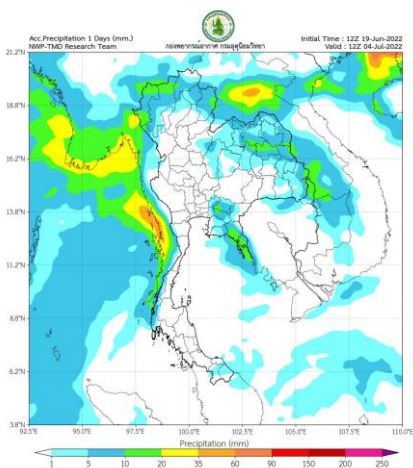 Acc.Precipitation 1 Days (mm.)
NWP-TMD Research Team
กองพยากรณ์อากาศ กรมอุตุนิยมวิทยา
Initial Time : 12Z 19-Jun-2022
Valid : 12Z 04-Jul-2022
21.2°N
18.8°N
16.2°N
13.8°N
11.2°N
8.8°N
6.2°N
3.8°N
92.5°E 95.0°E 97.5°E 100.0°E 102.5°E 105.0°E 107.5°E 110.0°E
Precipitation (mm)
1 5 10 20 35 60 90 150 200 250